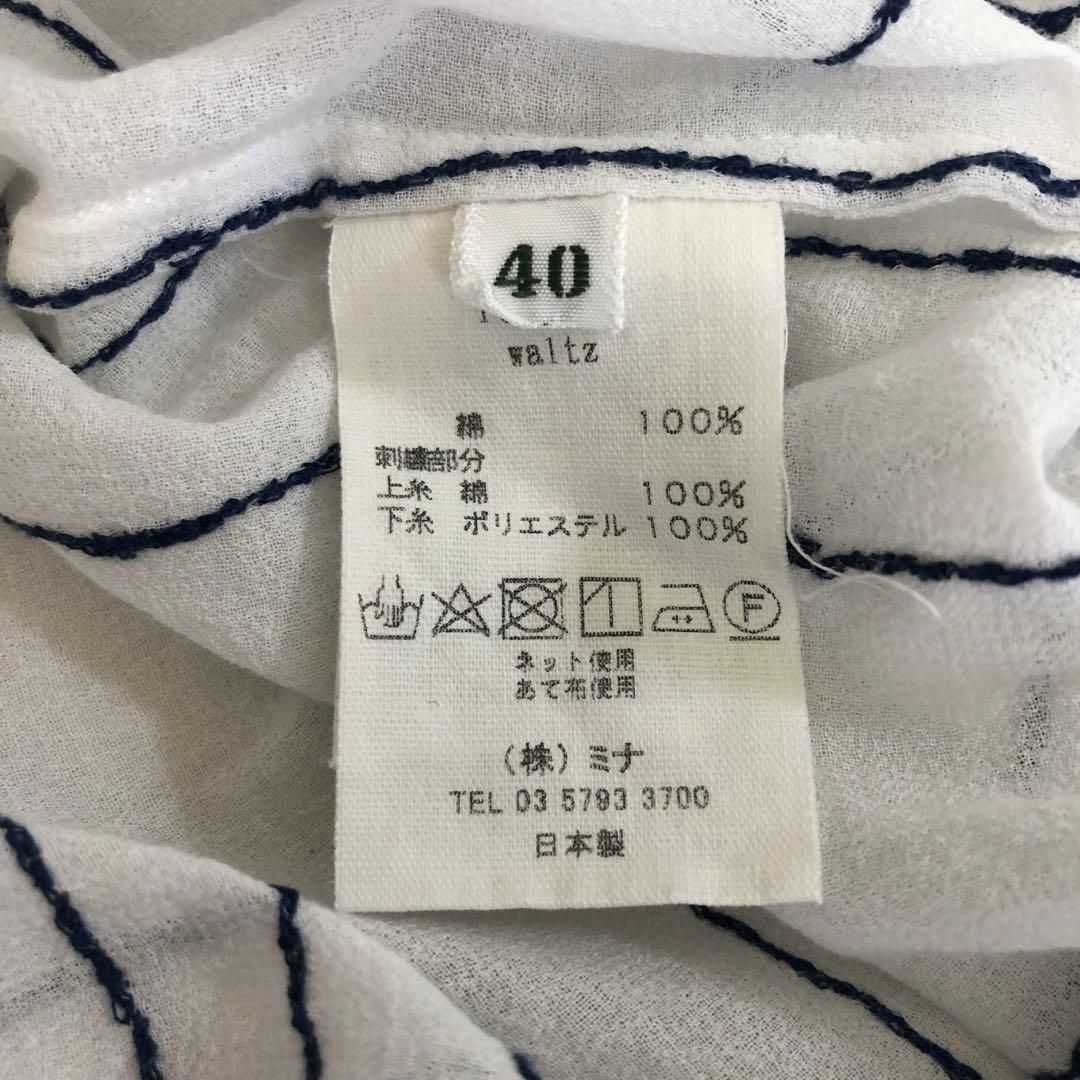 40
waltz
綿 100%
刺繍部分
上糸 綿 100%
下糸 ポリエステル 100%
F
ネット使用
あて布使用
(株) ミナ
TEL 03 5793 3700
日本製